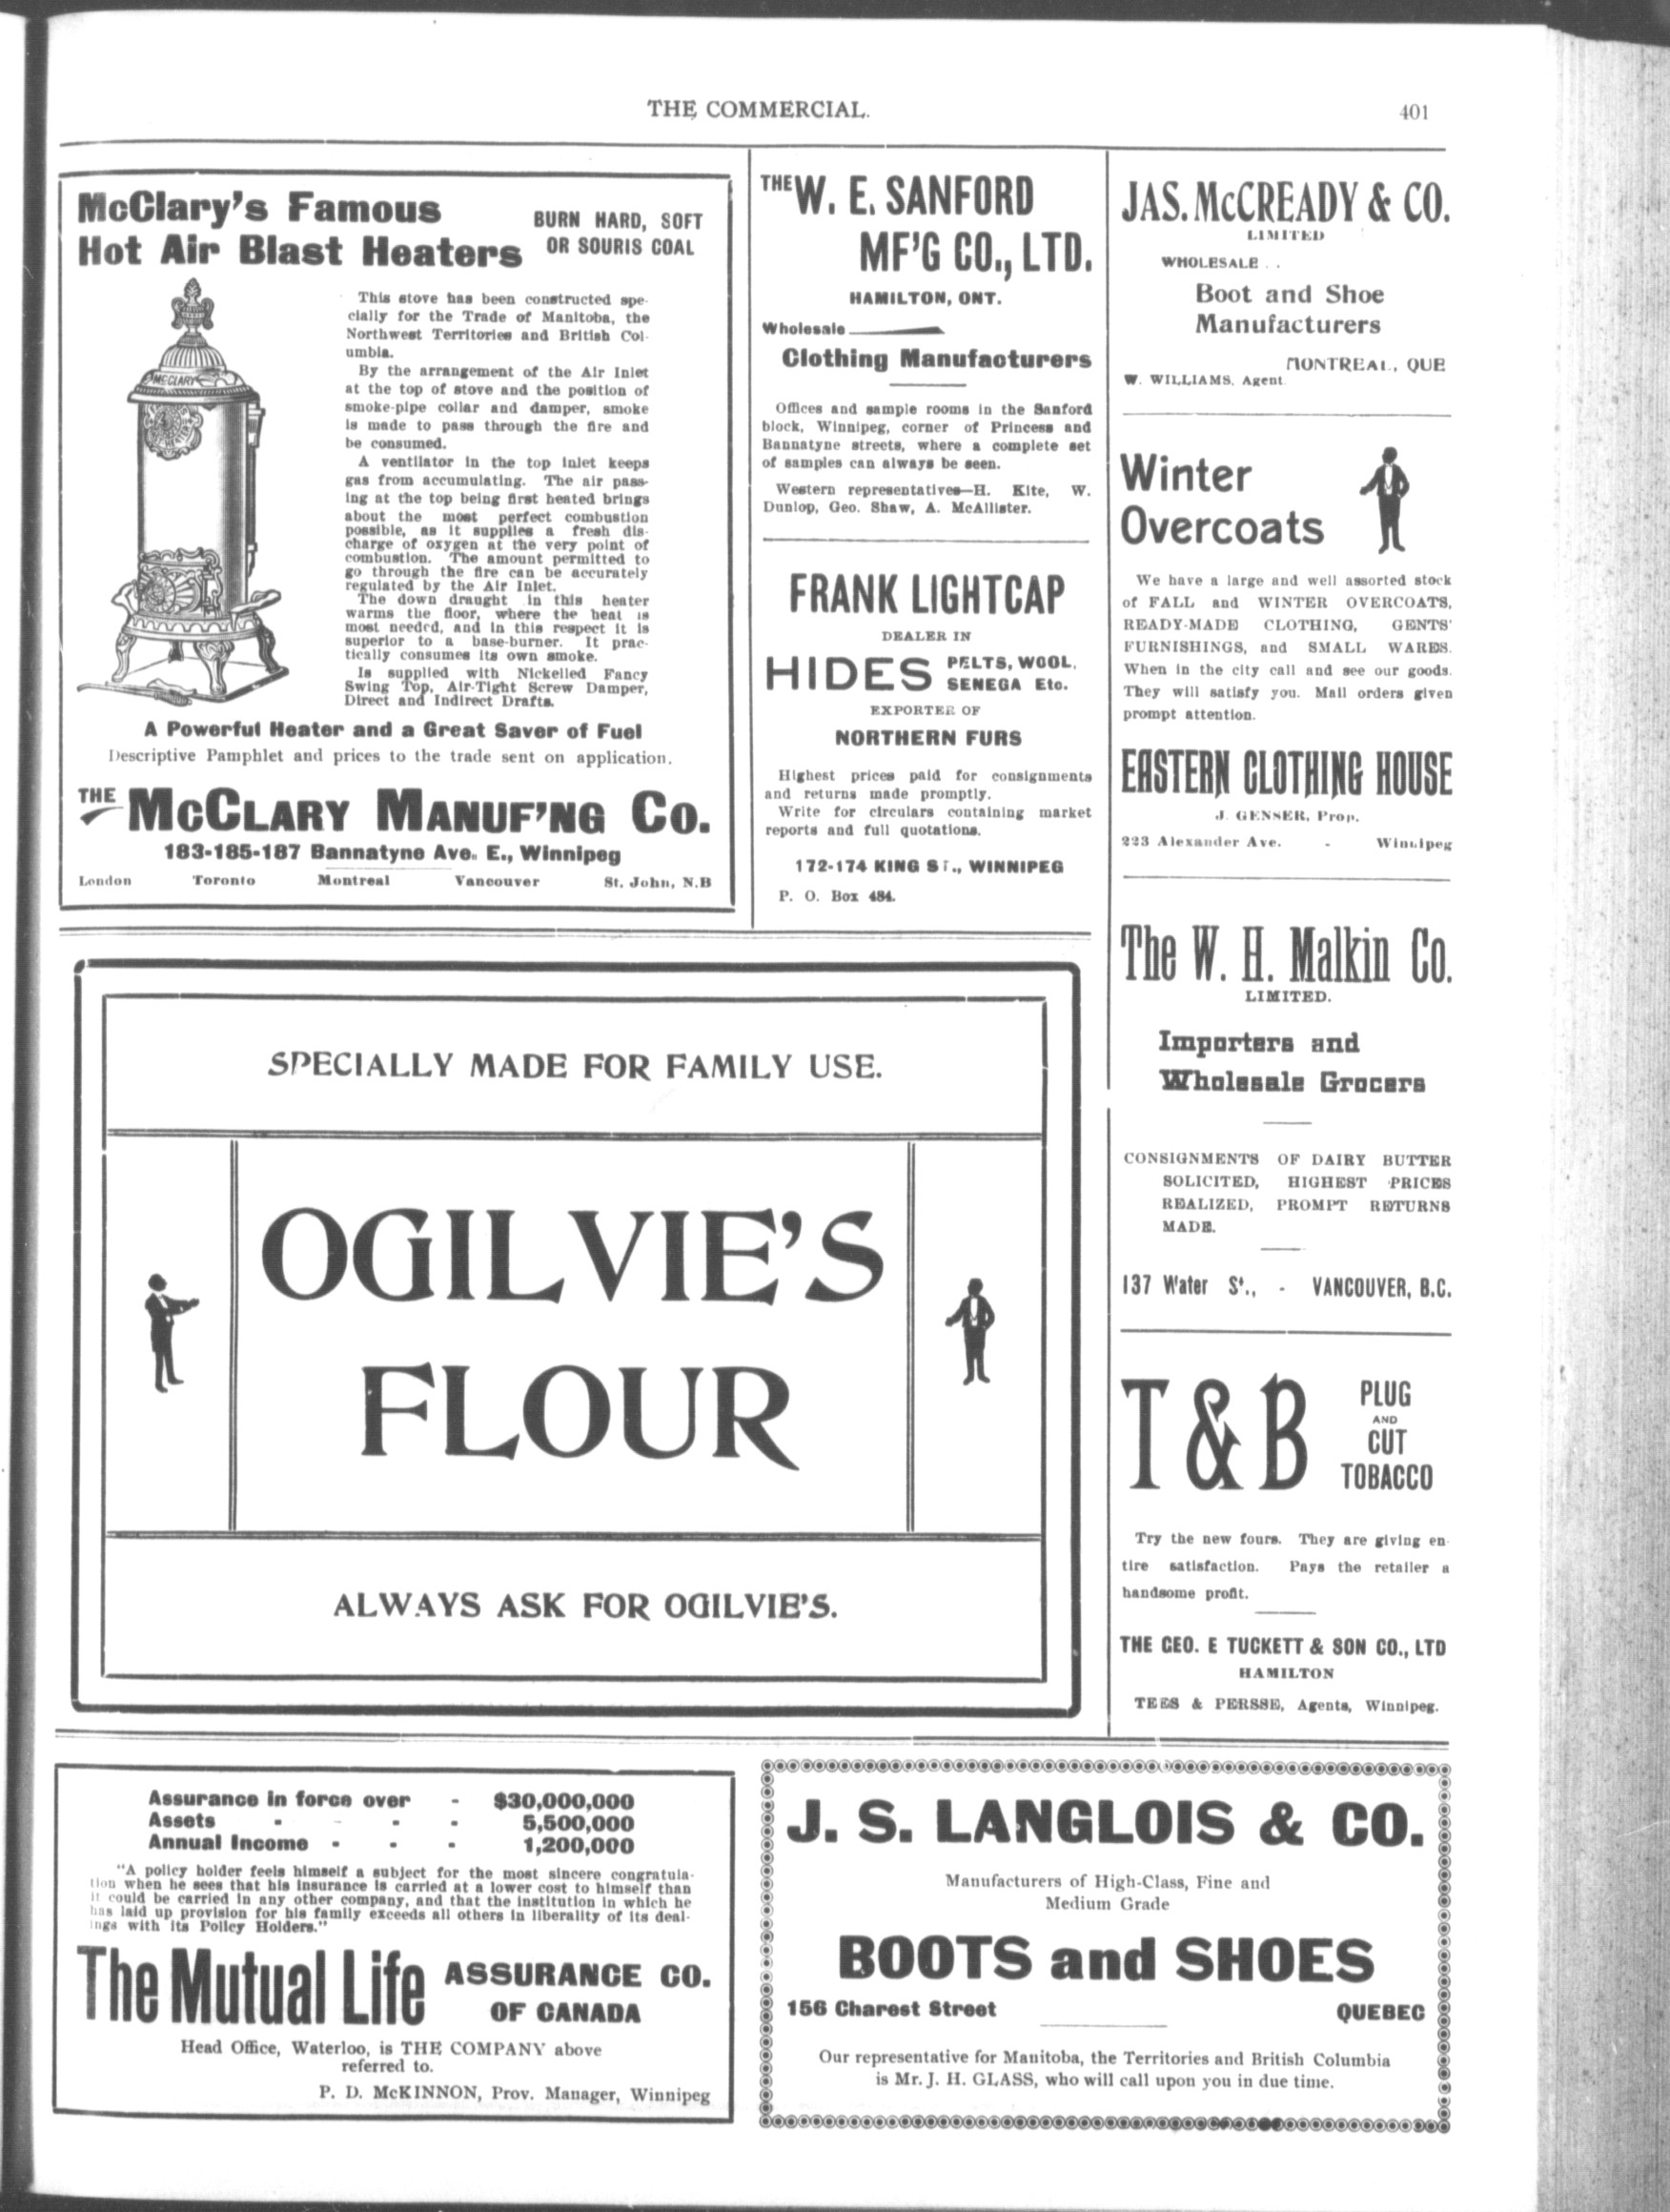 THE COMMERCIAL.
401
McClary's Famous
Hot Air Blast Heaters
BURN HARD, SOFT
OR SOURIS COAL
McCLARY
This stove has been constructed spe-
cially for the Trade of Manitoba, the
Northwest Territories and British Col-
umbia.
By the arrangement of the Air Inlet
at the top of stove and the position of
smoke-pipe collar and damper, smoke
is made to pass through the fire and
be consumed.
A ventilator in the top inlet keeps
gas from accumulating. The air pass-
ing at the top being first heated brings
about the most perfect combustion
possible, as it supplies a fresh dis-
charge of oxygen at the very point of
combustion. The amount permitted to
go through the fire can be accurately
regulated by the Air Inlet.
The down draught in this heater
warms the floor, where the heat is
most needed, and in this respect it is
superior to a base-burner. It prac-
tically consumes its own smoke.
Is supplied with Nickelled Fancy
Swing Top, Air-Tight Screw Damper,
Direct and Indirect Drafts.
A Powerful Heater and a Great Saver of Fuel
Descriptive Pamphlet and prices to the trade sent on application.
THE McCLARY MANUF'NG CO.
183-185-187 Bannatyne Ave. E., Winnipeg
London Toronto Montreal Vancouver St. John, N.B
THE W. E. SANFORD
MF'G CO., LTD.
HAMILTON, ONT.
Wholesale
Clothing Manufacturers
Offices and sample rooms in the Sanford
block, Winnipeg, corner of Princess and
Bannatyne streets, where a complete set
of samples can always be seen.
Western representatives—H. Kite, W.
Dunlop, Geo. Shaw, A. McAllister.
FRANK LIGHTCAP
DEALER IN
HIDES PELTS, WOOL,
SENEGA Etc.
EXPORTER OF
NORTHERN FURS
Highest prices paid for consignments
and returns made promptly.
Write for circulars containing market
reports and full quotations.
172-174 KING ST., WINNIPEG
P. O. Box 484.
JAS. McCREADY & CO.
LIMITED
WHOLESALE . .
Boot and Shoe
Manufacturers
MONTREAL, QUE
W. WILLIAMS, Agent.
Winter
Overcoats
We have a large and well assorted stock
of FALL and WINTER OVERCOATS,
READY-MADE CLOTHING, GENTS'
FURNISHINGS, and SMALL WARES.
When in the city call and see our goods.
They will satisfy you. Mail orders given
prompt attention.
EASTERN CLOTHING HOUSE
J. GENSER, Prop.
223 Alexander Ave. - Winnipeg
The W. H. Malkin Co.
LIMITED.
Importers and
Wholesale Grocers
CONSIGNMENTS OF DAIRY BUTTER
SOLICITED, HIGHEST PRICES
REALIZED, PROMPT RETURNS
MADE.
137 Water St., - VANCOUVER, B.C.
T & B
PLUG
AND
CUT
TOBACCO
Try the new fours. They are giving en-
tire satisfaction. Pays the retailer a
handsome profit.
THE GEO. E TUCKETT & SON CO., LTD
HAMILTON
TEES & PERSSE, Agents, Winnipeg.
SPECIALLY MADE FOR FAMILY USE.
OGILVIE'S
FLOUR
ALWAYS ASK FOR OGILVIE'S.
Assurance in force over - $30,000,000
Assets - - - - 5,500,000
Annual Income - - - 1,200,000
"A policy holder feels himself a subject for the most sincere congratula-
tion when he sees that his insurance is carried at a lower cost to himself than
it could be carried in any other company, and that the institution in which he
has laid up provision for his family exceeds all others in liberality of its deal-
ings with its Policy Holders."
The Mutual Life ASSURANCE CO.
OF CANADA
Head Office, Waterloo, is THE COMPANY above
referred to.
P. D. McKINNON, Prov. Manager, Winnipeg
J. S. LANGLOIS & CO.
Manufacturers of High-Class, Fine and
Medium Grade
BOOTS and SHOES
156 Charest Street QUEBEC
Our representative for Manitoba, the Territories and British Columbia
is Mr. J. H. GLASS, who will call upon you in due time.